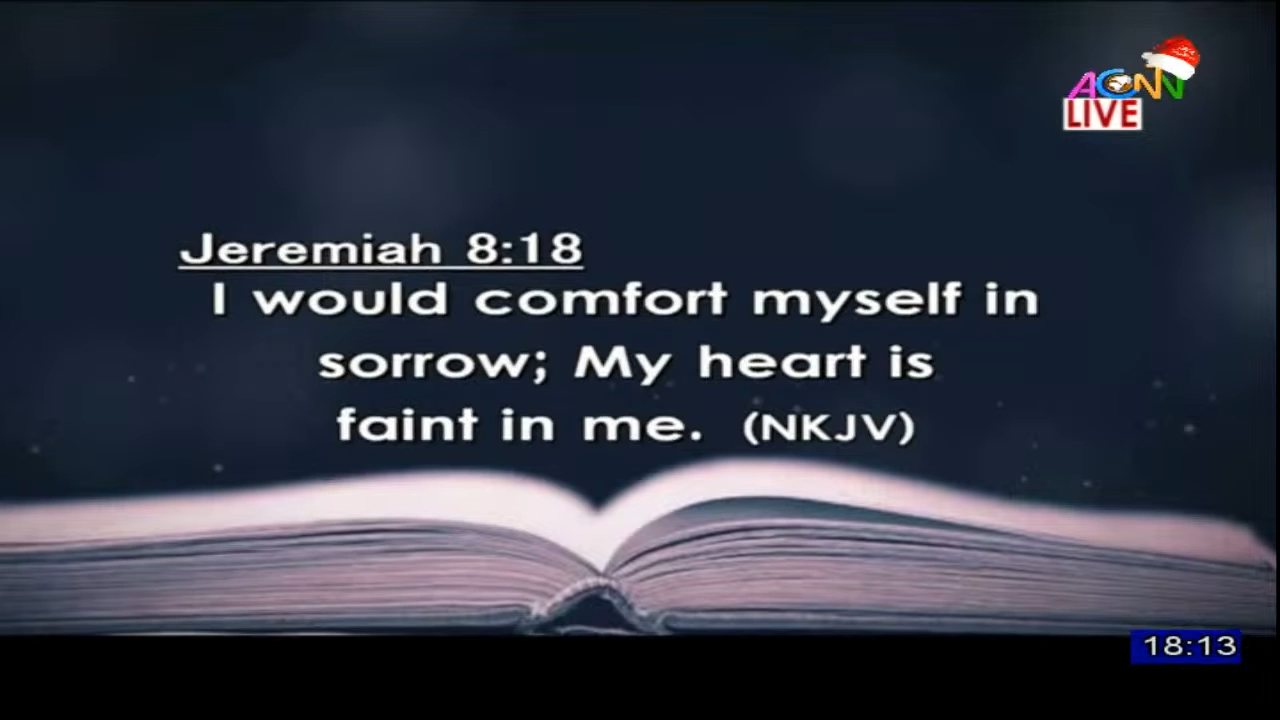 ACNN
LIVE
Jeremiah 8:18
I would comfort myself in
sorrow; My heart is
faint in me. (NKJV)
18:13